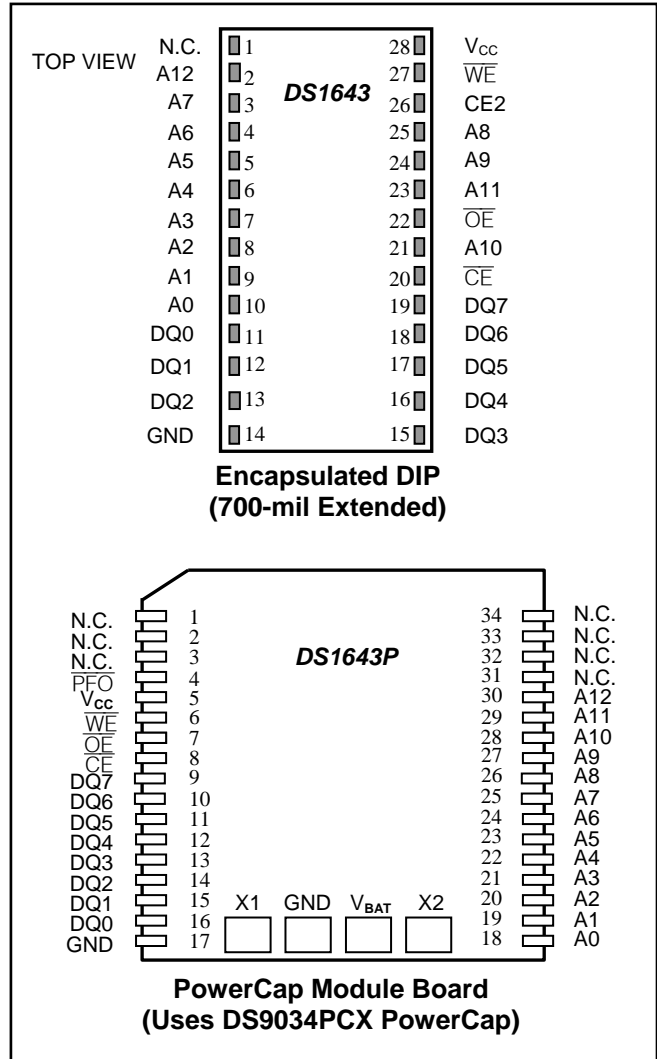 TOP VIEW
DS1643
N.C. 1 28 VCC
A12 2 27 WE
A7 3 26 CE2
A6 4 25 A8
A5 5 24 A9
A4 6 23 A11
A3 7 22 OE
A2 8 21 A10
A1 9 20 CE
A0 10 19 DQ7
DQ0 11 18 DQ6
DQ1 12 17 DQ5
DQ2 13 16 DQ4
GND 14 15 DQ3
Encapsulated DIP
(700-mil Extended)
DS1643P
N.C. 1 34 N.C.
N.C. 2 33 N.C.
N.C. 3 32 N.C.
PFO 4 31 N.C.
VCC 5 30 A12
WE 6 29 A11
OE 7 28 A10
CE 8 27 A9
DQ7 9 26 A8
DQ6 10 25 A7
DQ5 11 24 A6
DQ4 12 23 A5
DQ3 13 22 A4
DQ2 14 21 A3
DQ1 15 20 A2
DQ0 16 19 A1
GND 17 18 A0
X1 GND VBAT X2
PowerCap Module Board
(Uses DS9034PCX PowerCap)